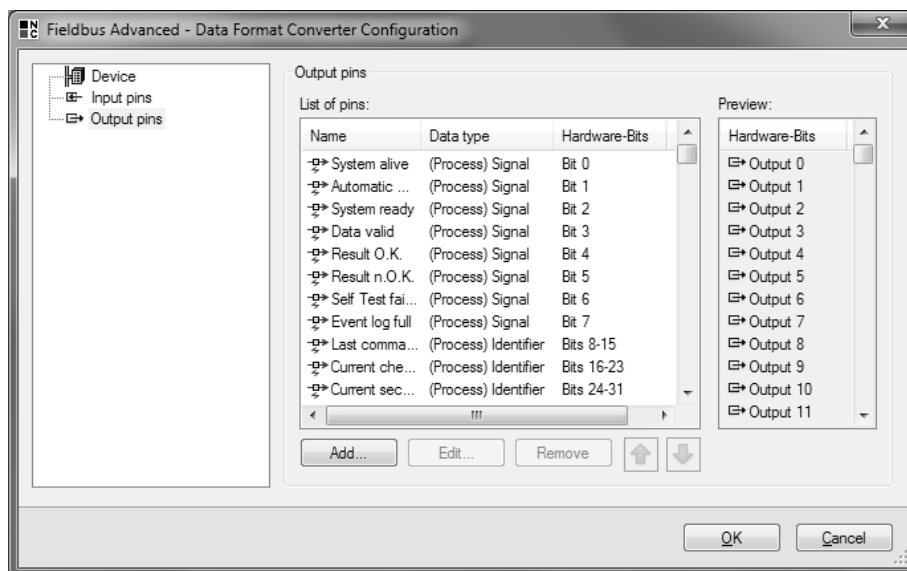 NC Fieldbus Advanced - Data Format Converter Configuration
x
Device
Input pins
Output pins
Output pins
List of pins:
Name Data type Hardware-Bits
System alive (Process) Signal Bit 0
Automatic ... (Process) Signal Bit 1
System ready (Process) Signal Bit 2
Data valid (Process) Signal Bit 3
Result O.K. (Process) Signal Bit 4
Result n.O.K. (Process) Signal Bit 5
Self Test fai... (Process) Signal Bit 6
Event log full (Process) Signal Bit 7
Last comma... (Process) Identifier Bits 8-15
Current che... (Process) Identifier Bits 16-23
Current sec... (Process) Identifier Bits 24-31
Add...
Edit...
Remove
Preview:
Hardware-Bits
Output 0
Output 1
Output 2
Output 3
Output 4
Output 5
Output 6
Output 7
Output 8
Output 9
Output 10
Output 11
OK
Cancel